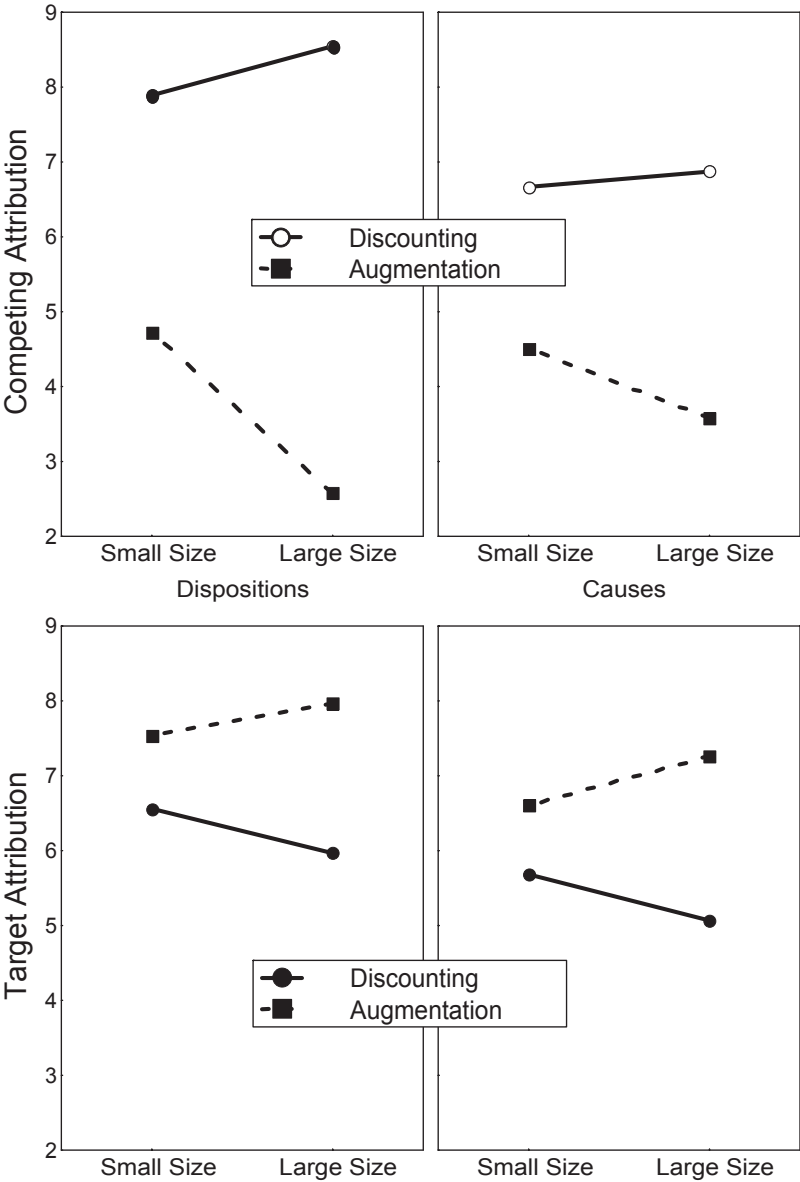 Competing Attribution
9
8
7
6
5
4
3
2
Discounting
Augmentation
Small Size Large Size Small Size Large Size
Dispositions Causes
Target Attribution
9
8
7
6
5
4
3
2
Discounting
Augmentation
Small Size Large Size Small Size Large Size